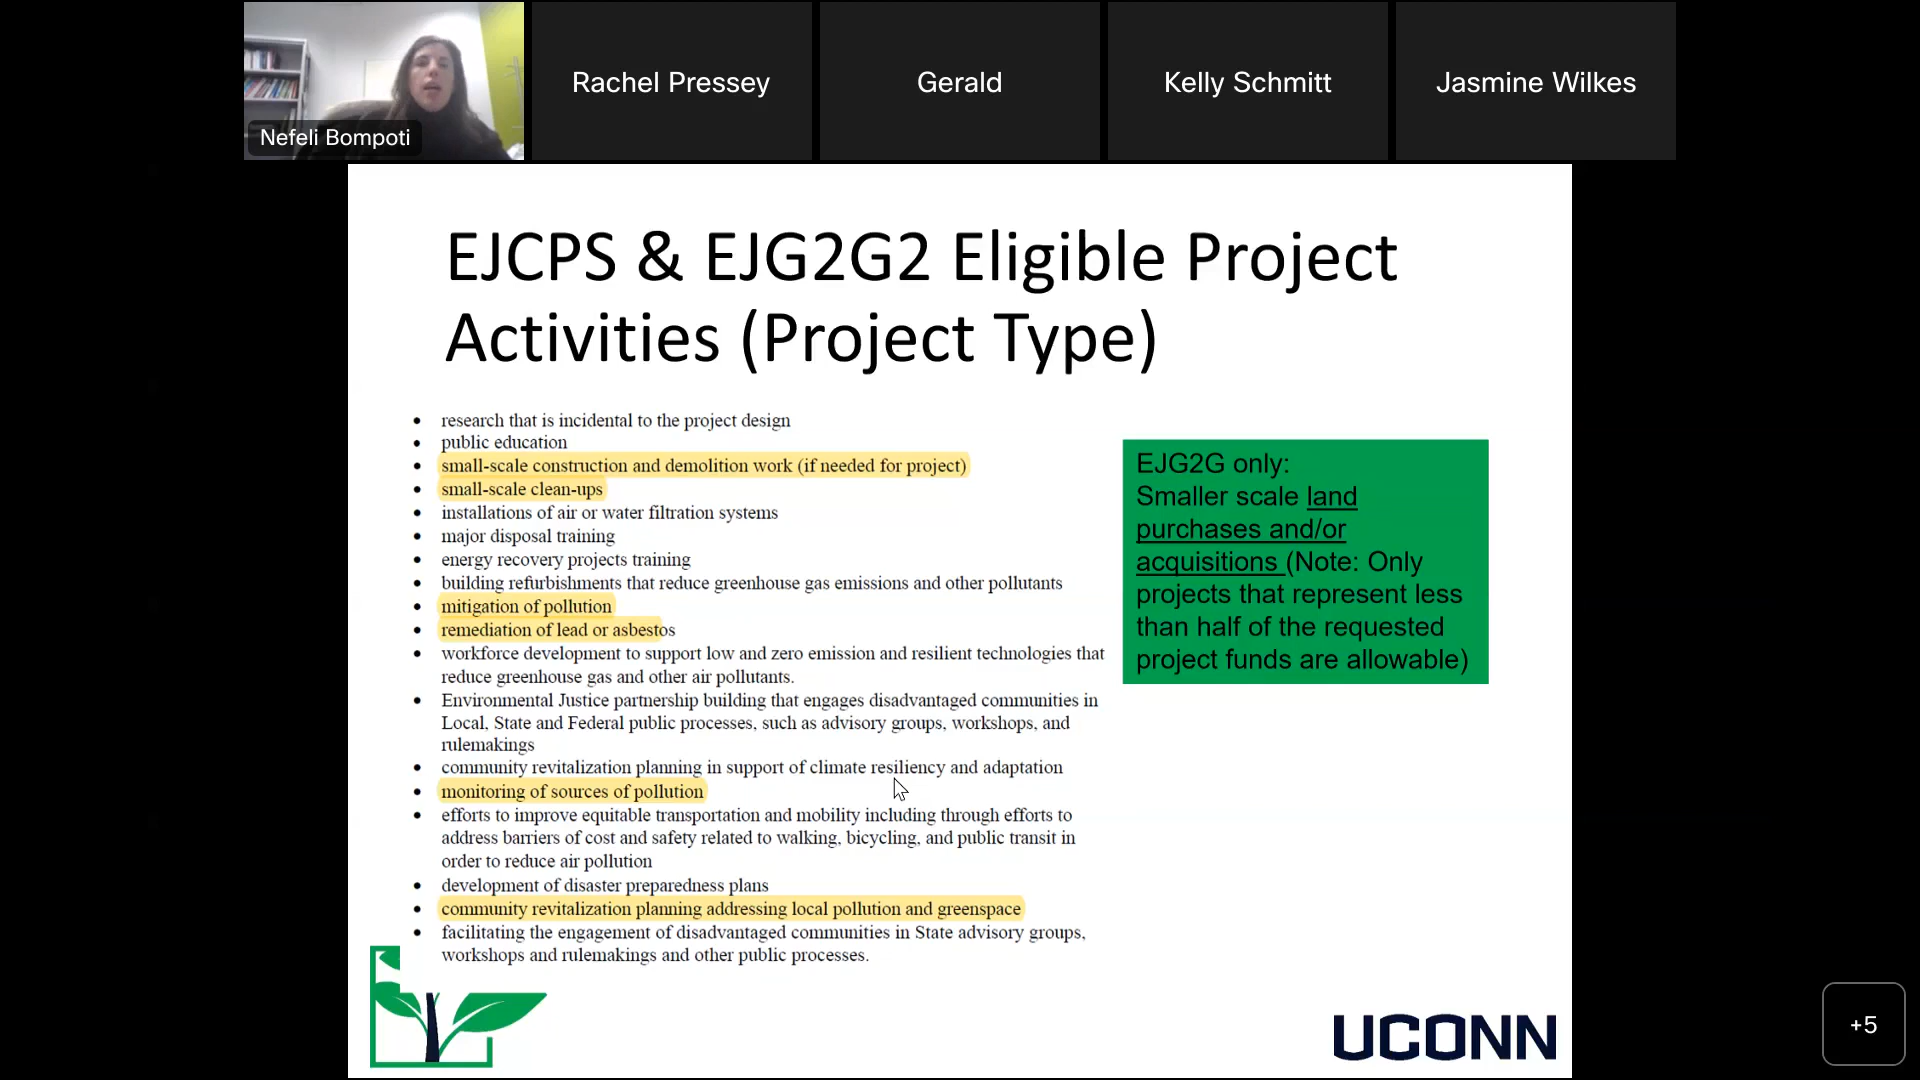 Nefeli Bompoti
Rachel Pressey
Gerald
Kelly Schmitt
Jasmine Wilkes
EJCPS & EJG2G2 Eligible Project
Activities (Project Type)
• research that is incidental to the project design
• public education
• small-scale construction and demolition work (if needed for project)
• small-scale clean-ups
• installations of air or water filtration systems
• major disposal training
• energy recovery projects training
• building refurbishments that reduce greenhouse gas emissions and other pollutants
• mitigation of pollution
• remediation of lead or asbestos
• workforce development to support low and zero emission and resilient technologies that
reduce greenhouse gas and other air pollutants.
• Environmental Justice partnership building that engages disadvantaged communities in
Local, State and Federal public processes, such as advisory groups, workshops, and
rulemakings
• community revitalization planning in support of climate resiliency and adaptation
• monitoring of sources of pollution
• efforts to improve equitable transportation and mobility including through efforts to
address barriers of cost and safety related to walking, bicycling, and public transit in
order to reduce air pollution
• development of disaster preparedness plans
• community revitalization planning addressing local pollution and greenspace
• facilitating the engagement of disadvantaged communities in State advisory groups,
workshops and rulemakings and other public processes.
EJG2G only:
Smaller scale land
purchases and/or
acquisitions (Note: Only
projects that represent less
than half of the requested
project funds are allowable)
UCONN
+5